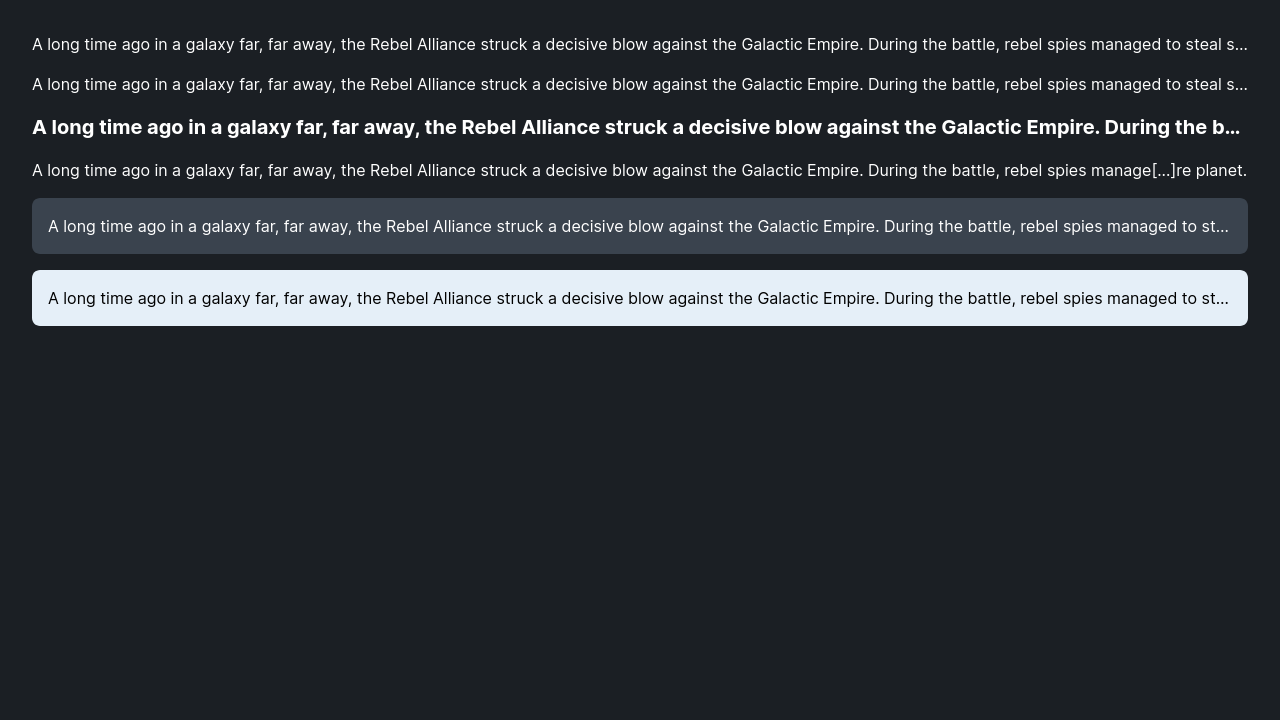 A long time ago in a galaxy far, far away, the Rebel Alliance struck a decisive blow against the Galactic Empire. During the battle, rebel spies managed to steal s…
A long time ago in a galaxy far, far away, the Rebel Alliance struck a decisive blow against the Galactic Empire. During the battle, rebel spies managed to steal s…
A long time ago in a galaxy far, far away, the Rebel Alliance struck a decisive blow against the Galactic Empire. During the b…
A long time ago in a galaxy far, far away, the Rebel Alliance struck a decisive blow against the Galactic Empire. During the battle, rebel spies manage[…]re planet.
A long time ago in a galaxy far, far away, the Rebel Alliance struck a decisive blow against the Galactic Empire. During the battle, rebel spies managed to st…
A long time ago in a galaxy far, far away, the Rebel Alliance struck a decisive blow against the Galactic Empire. During the battle, rebel spies managed to st…